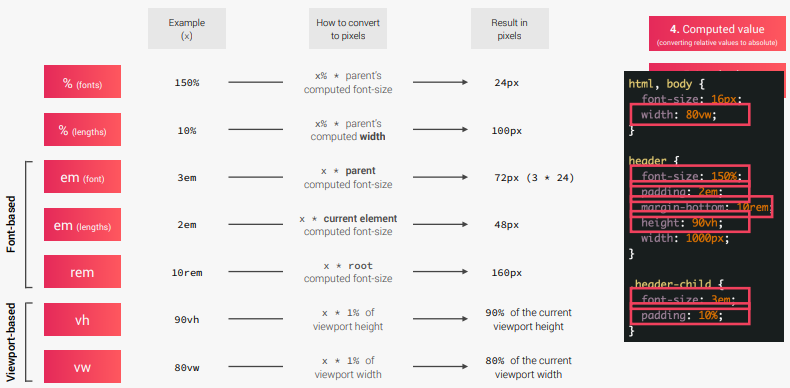 Example
(x)
How to convert
to pixels
Result in
pixels
4. Computed value
(converting relative values to absolute)
% (fonts)
150%
x% * parent's
computed font-size
24px
% (lengths)
10%
x% * parent's
computed width
100px
Font-based
em (font)
3em
x * parent
computed font-size
72px (3 * 24)
em (lengths)
2em
x * current element
computed font-size
48px
rem
10rem
x * root
computed font-size
160px
Viewport-based
vh
90vh
x * 1% of
viewport height
90% of the current
viewport height
vw
80vw
x * 1% of
viewport width
80% of the current
viewport width
html, body {
font-size: 16px;
width: 80vw;
}
header {
font-size: 150%;
padding: 2em;
margin-bottom: 10rem;
height: 90vh;
width: 1000px;
}
.header-child {
font-size: 3em;
padding: 10%;
}